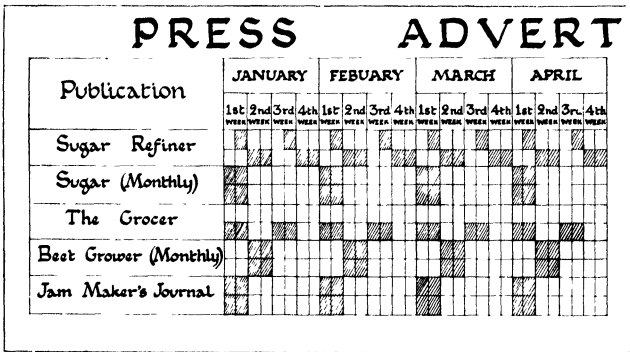 PRESS ADVERT
Publication
JANUARY FEBUARY MARCH APRIL
1st 2nd 3rd 4th 1st 2nd 3rd 4th 1st 2nd 3rd 4th 1st 2nd 3rd 4th
WEEK WEEK WEEK WEEK WEEK WEEK WEEK WEEK WEEK WEEK WEEK WEEK WEEK WEEK WEEK WEEK
Sugar Refiner
Sugar (Monthly)
The Grocer
Beet Grower (Monthly)
Jam Maker's Journal